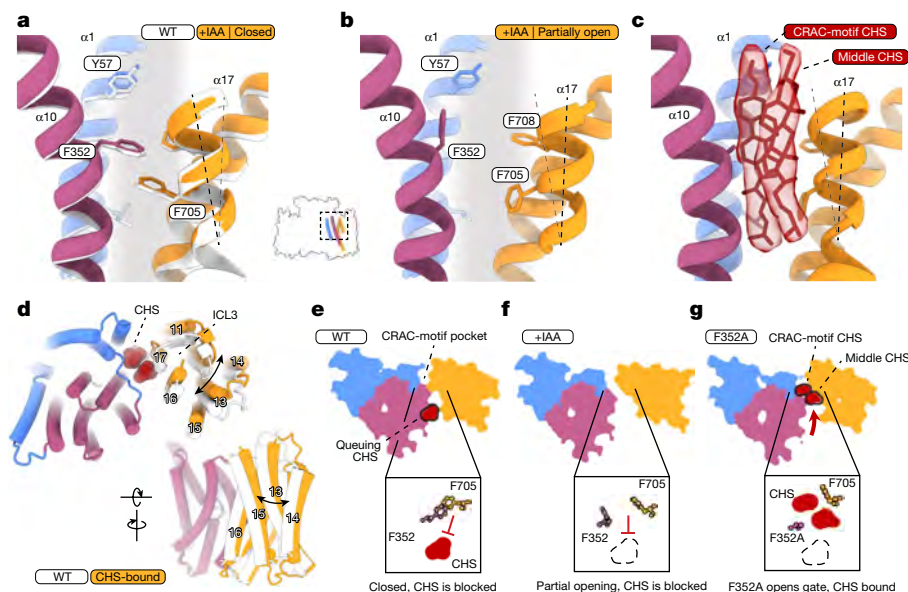 a
WT
+IAA | Closed
α1
Y57
α10
α17
F352
F705
b
+IAA | Partially open
Y57
α10
α17
F708
F352
F705
c
CRAC-motif CHS
Middle CHS
α1
α10
α17
d
CHS
ICL3
11
17
14
16
13
15
13
15
14
16
WT
CHS-bound
e
WT
CRAC-motif pocket
Queuing
CHS
F705
F352
CHS
Closed, CHS is blocked
f
+IAA
F705
F352
Partial opening, CHS is blocked
g
F352A
CRAC-motif CHS
Middle CHS
F705
CHS
F352A
F352A opens gate, CHS bound